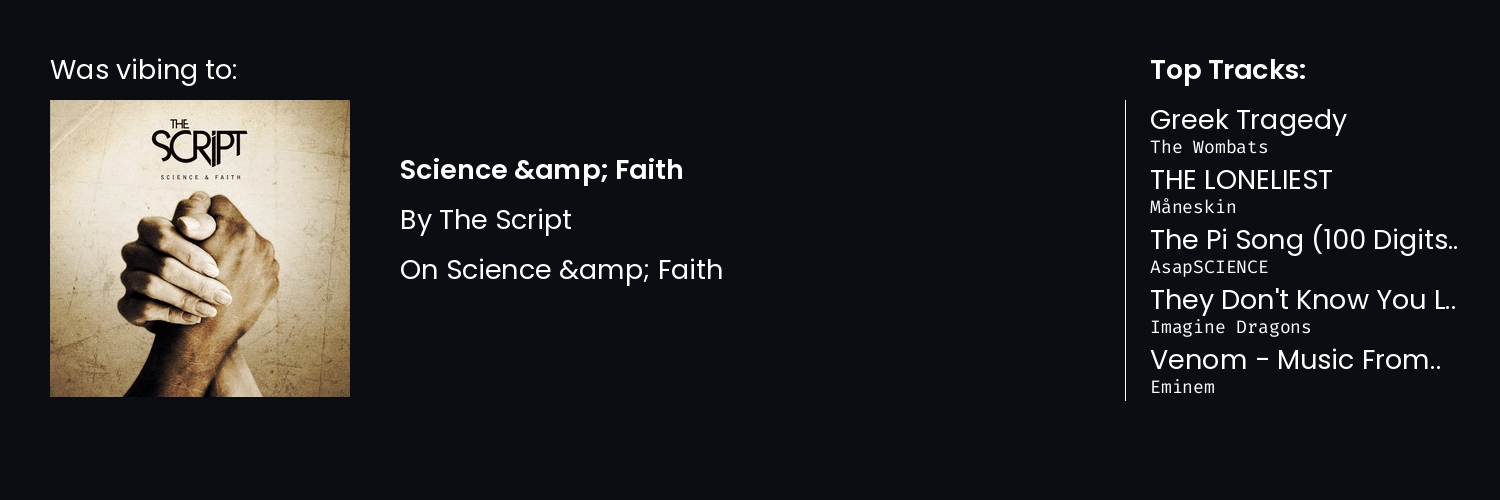 Was vibing to:
THE
SCRIPT
SCIENCE & FAITH
Science &amp; Faith
By The Script
On Science &amp; Faith
Top Tracks:
Greek Tragedy
The Wombats
THE LONELIEST
Måneskin
The Pi Song (100 Digits..
AsapSCIENCE
They Don't Know You L..
Imagine Dragons
Venom - Music From..
Eminem